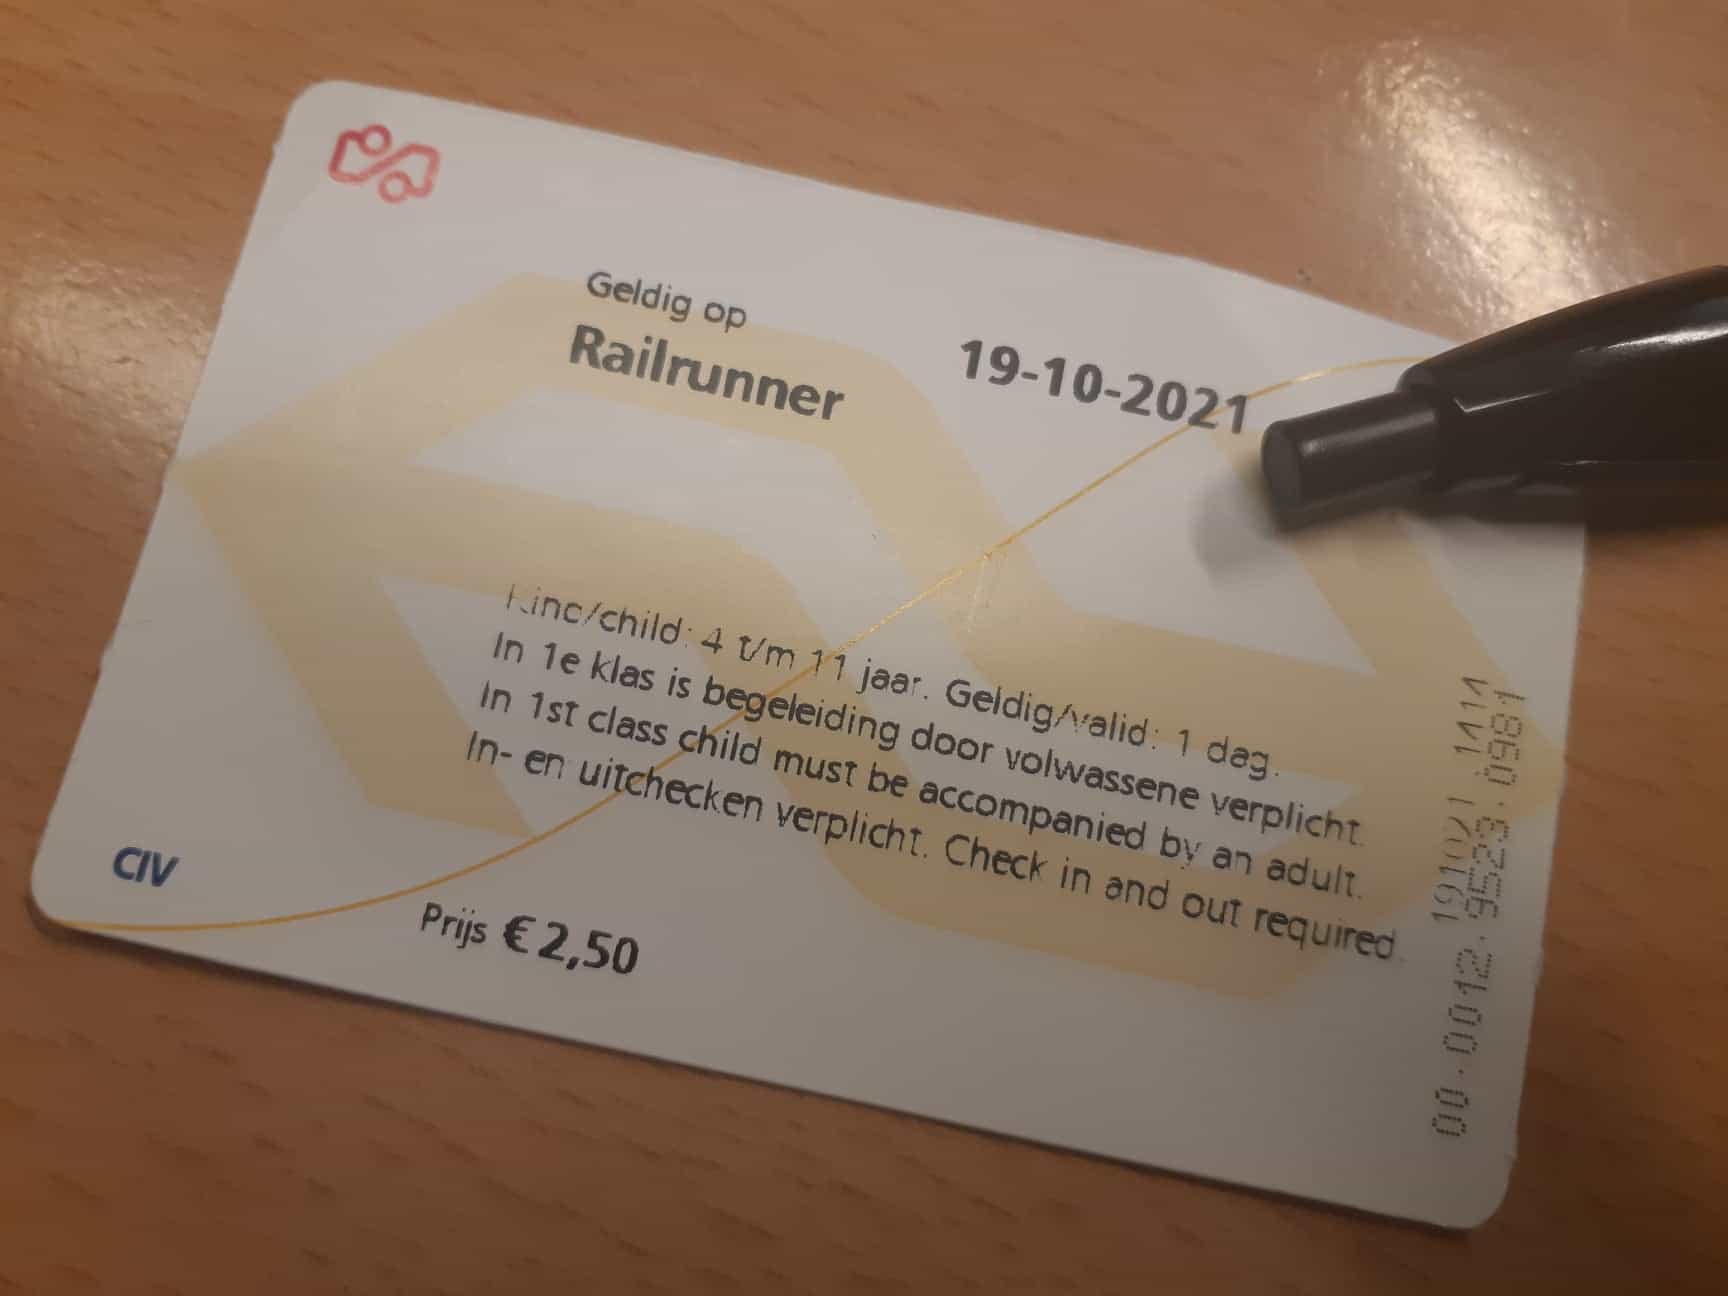 Geldig op
Railrunner
19-10-2021
Kind/child: 4 t/m 11 jaar. Geldig/valid: 1 dag.
In 1e klas is begeleiding door volwassene verplicht.
In 1st class child must be accompanied by an adult.
In- en uitchecken verplicht. Check in and out required.
CIV
Prijs € 2,50
191021 1411
00.0012.9523.0981